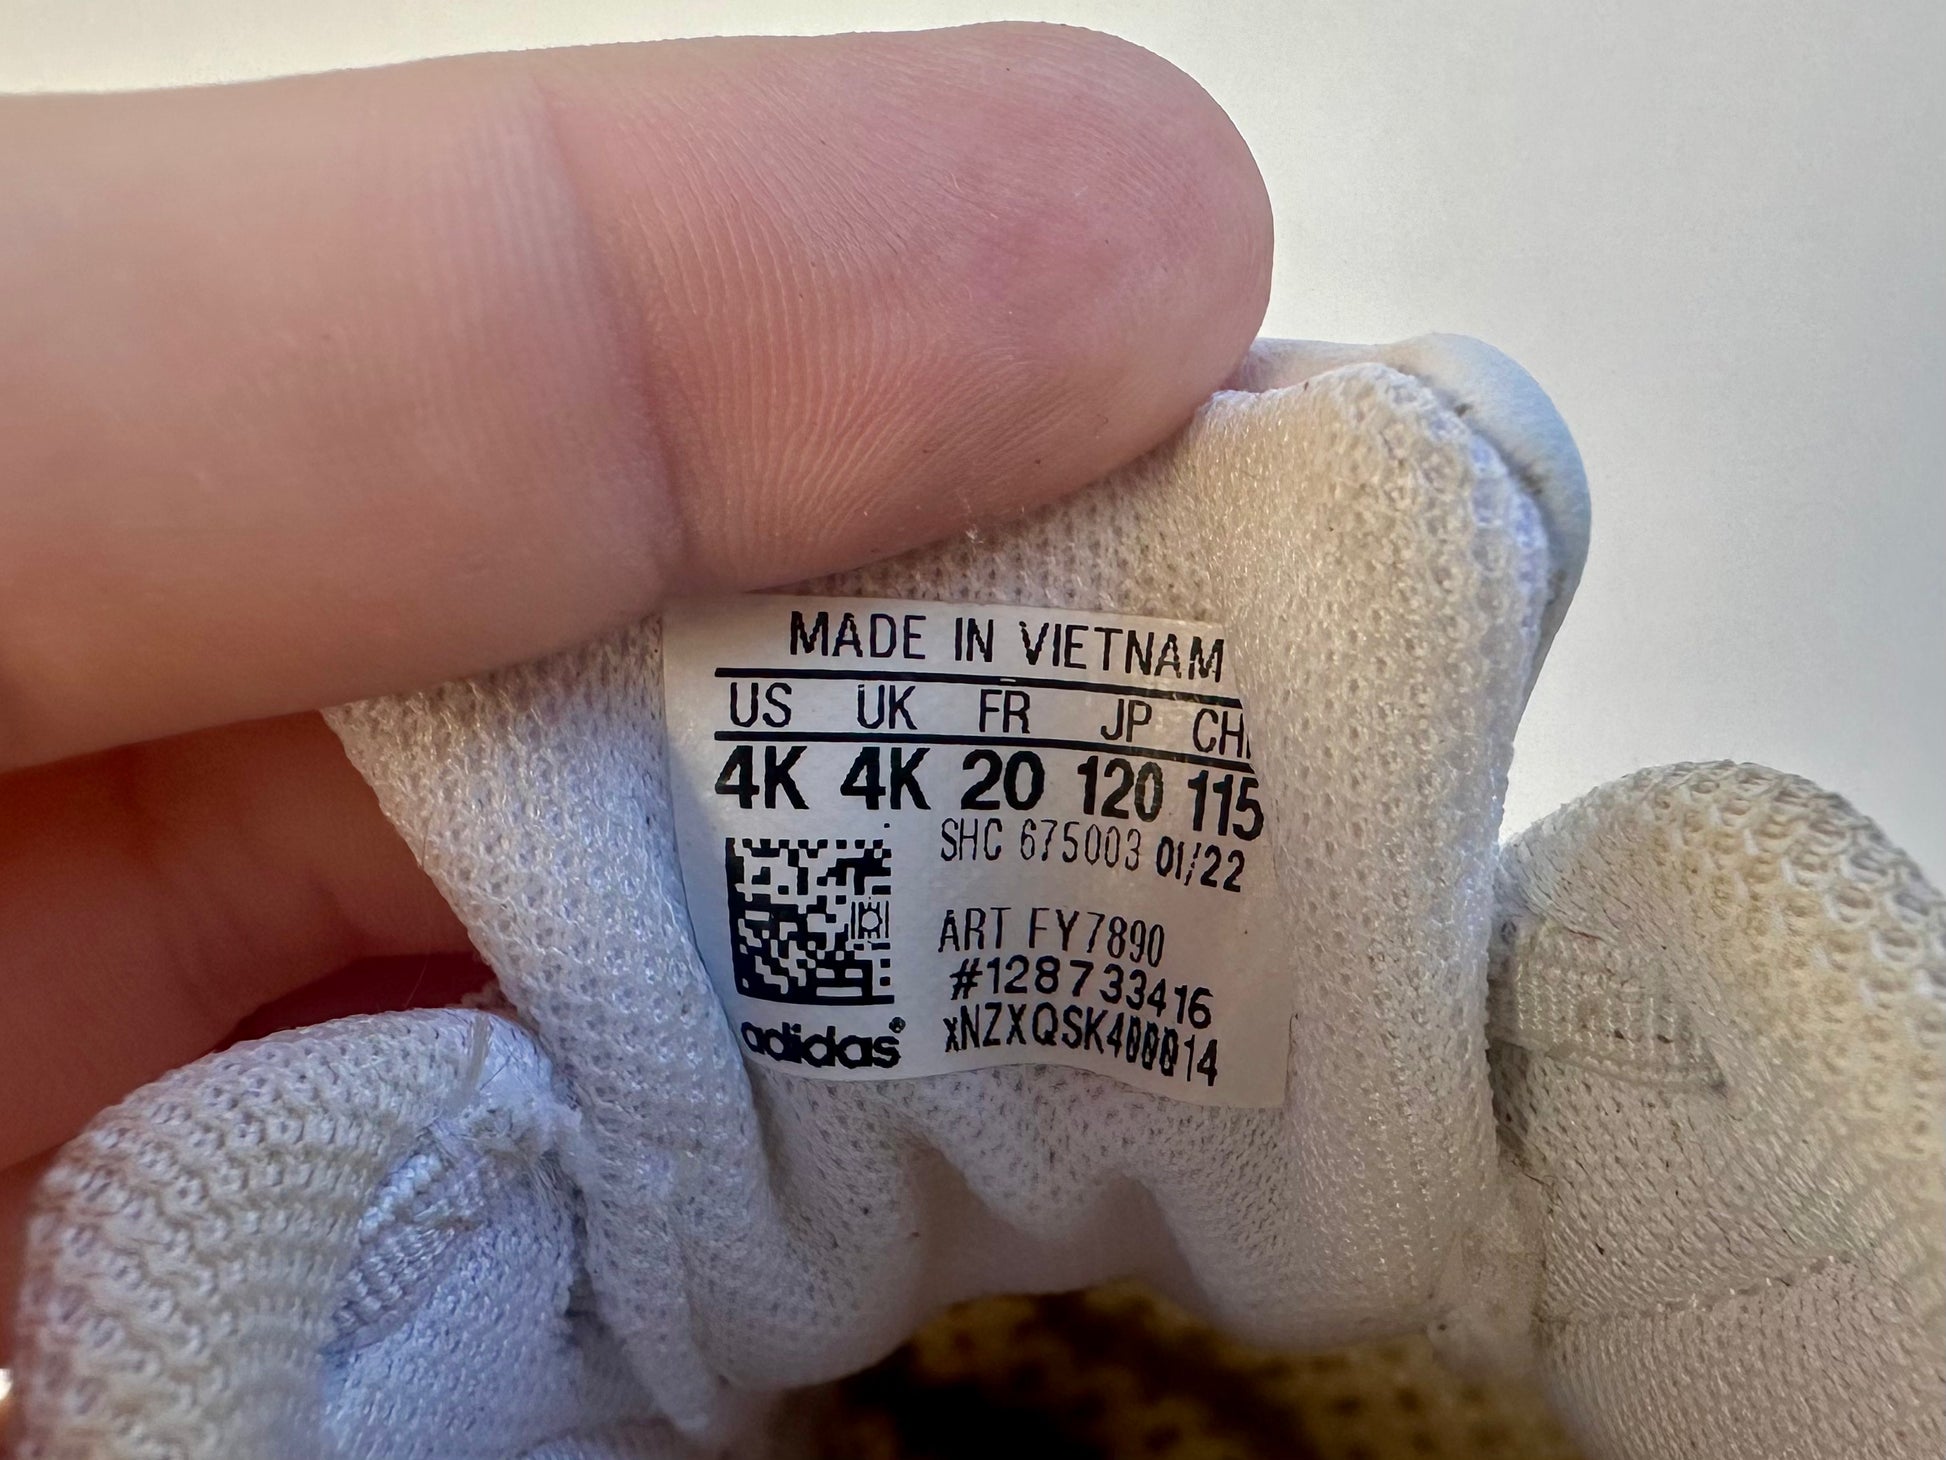 MADE IN VIETNAM
US UK FR JP CHN
4K 4K 20 120 115
SHC 675003 01/22
ART FY7890
#128733416
xNZXQSK400014
adidas®